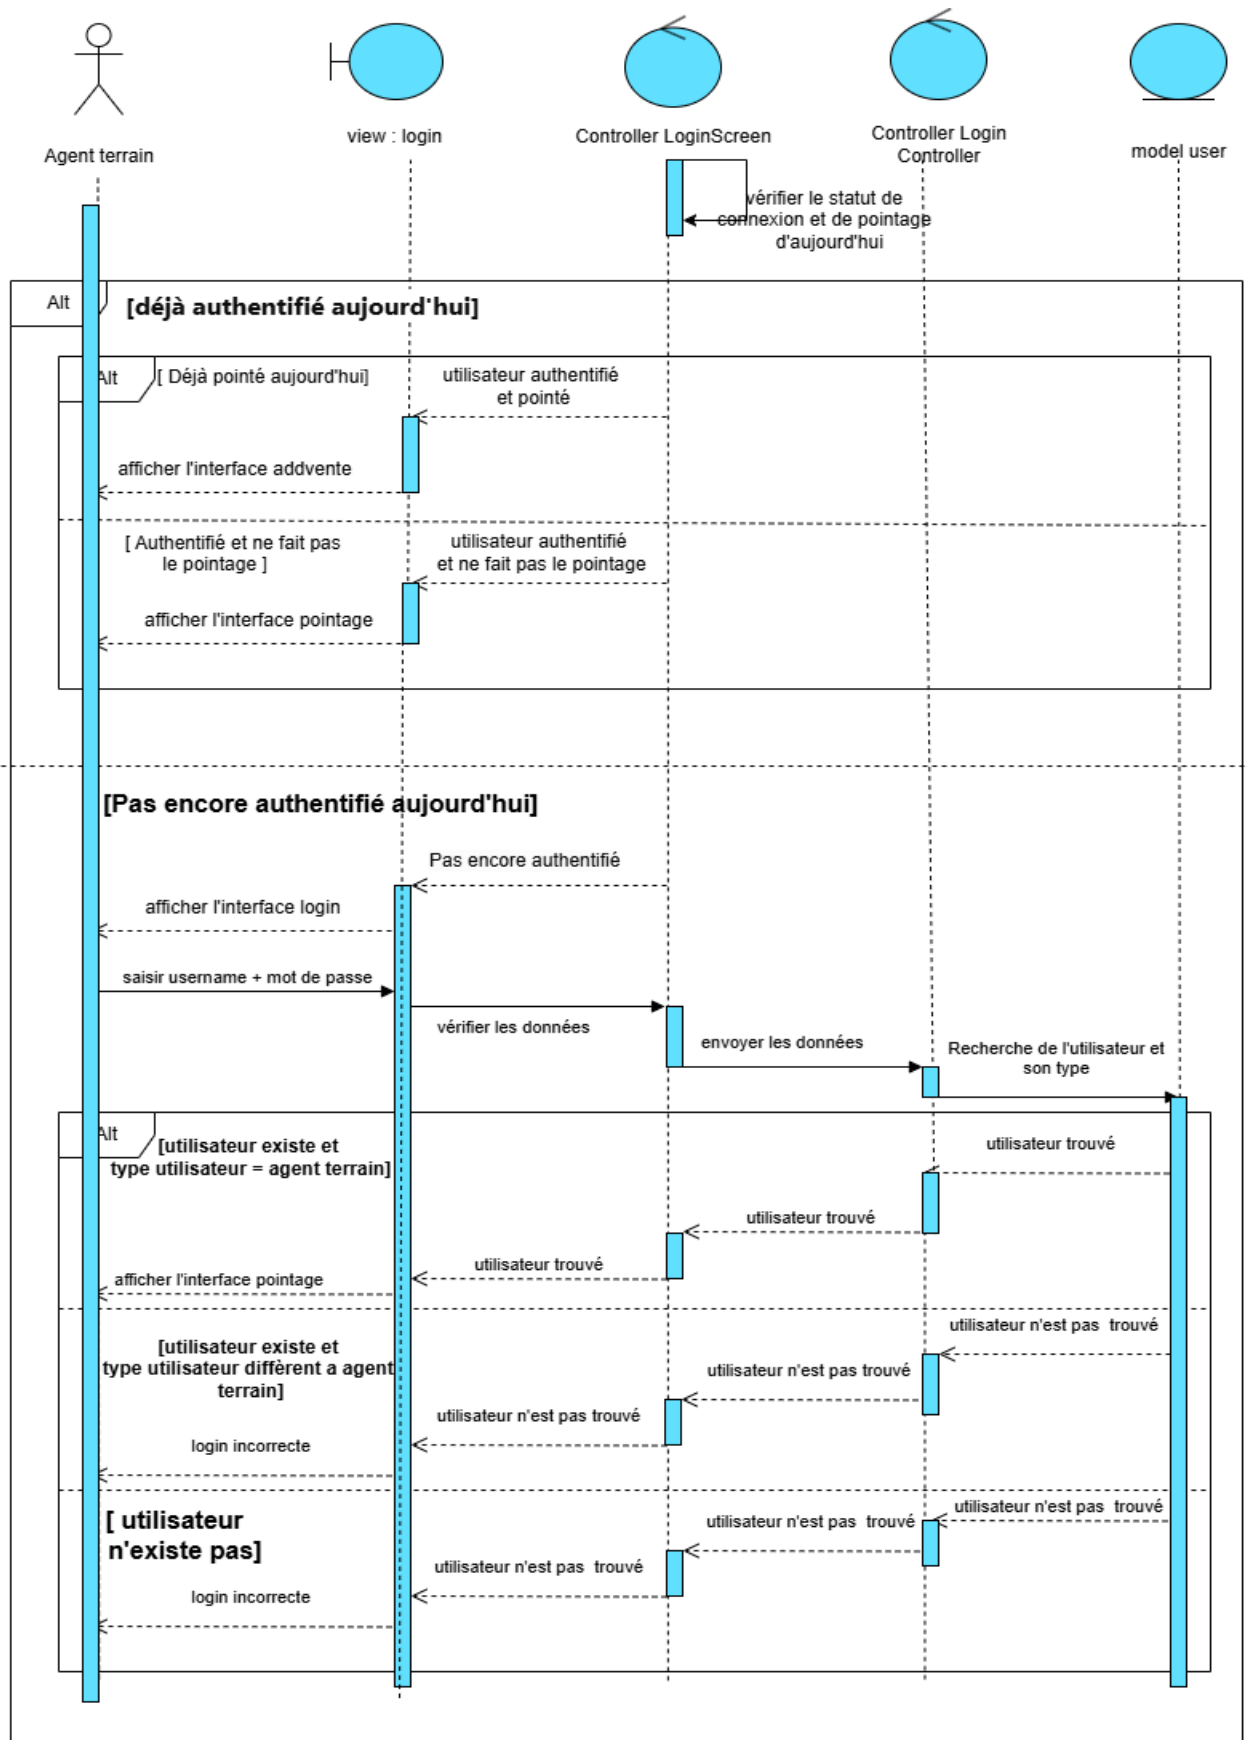 Agent terrain
view : login
Controller LoginScreen
Controller Login
Controller
model user
vérifier le statut de
connexion et de pointage
d'aujourd'hui
Alt
[déjà authentifié aujourd'hui]
Alt
[ Déjà pointé aujourd'hui]
utilisateur authentifié
et pointé
afficher l'interface addvente
[ Authentifié et ne fait pas
le pointage ]
utilisateur authentifié
et ne fait pas le pointage
afficher l'interface pointage
[Pas encore authentifié aujourd'hui]
Pas encore authentifié
afficher l'interface login
saisir username + mot de passe
vérifier les données
envoyer les données
Recherche de l'utilisateur et
son type
Alt
[utilisateur existe et
type utilisateur = agent terrain]
utilisateur trouvé
utilisateur trouvé
utilisateur trouvé
afficher l'interface pointage
[utilisateur existe et
type utilisateur diffèrent a agent
terrain]
utilisateur n'est pas trouvé
utilisateur n'est pas trouvé
utilisateur n'est pas trouvé
login incorrecte
[ utilisateur
n'existe pas]
utilisateur n'est pas trouvé
utilisateur n'est pas trouvé
utilisateur n'est pas trouvé
login incorrecte